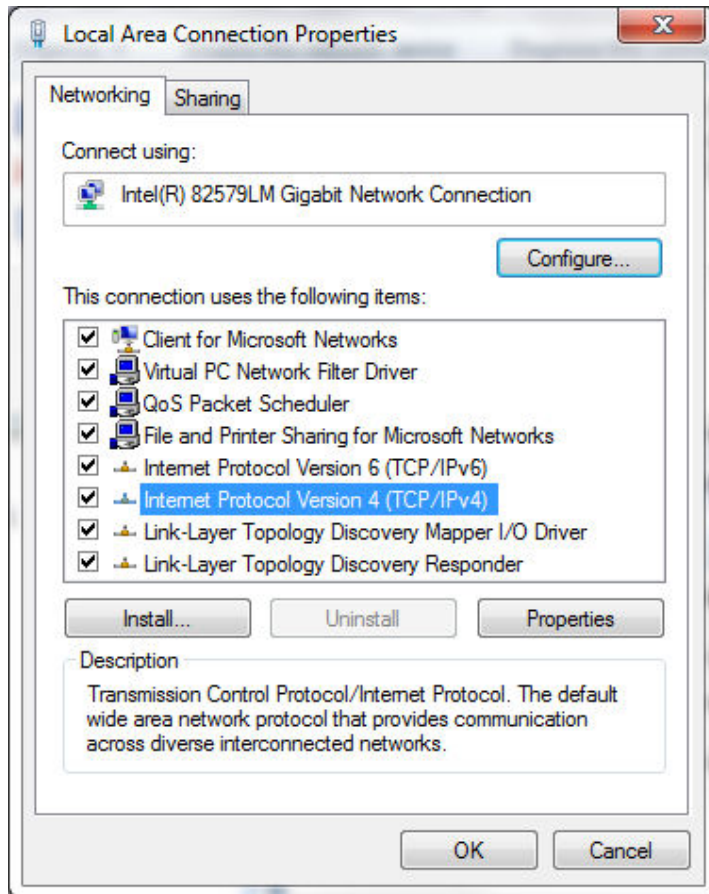 Local Area Connection Properties
X
Networking Sharing
Connect using:
Intel(R) 82579LM Gigabit Network Connection
Configure...
This connection uses the following items:
Client for Microsoft Networks
Virtual PC Network Filter Driver
QoS Packet Scheduler
File and Printer Sharing for Microsoft Networks
Internet Protocol Version 6 (TCP/IPv6)
Internet Protocol Version 4 (TCP/IPv4)
Link-Layer Topology Discovery Mapper I/O Driver
Link-Layer Topology Discovery Responder
Install... Uninstall Properties
Description
Transmission Control Protocol/Internet Protocol. The default
wide area network protocol that provides communication
across diverse interconnected networks.
OK Cancel